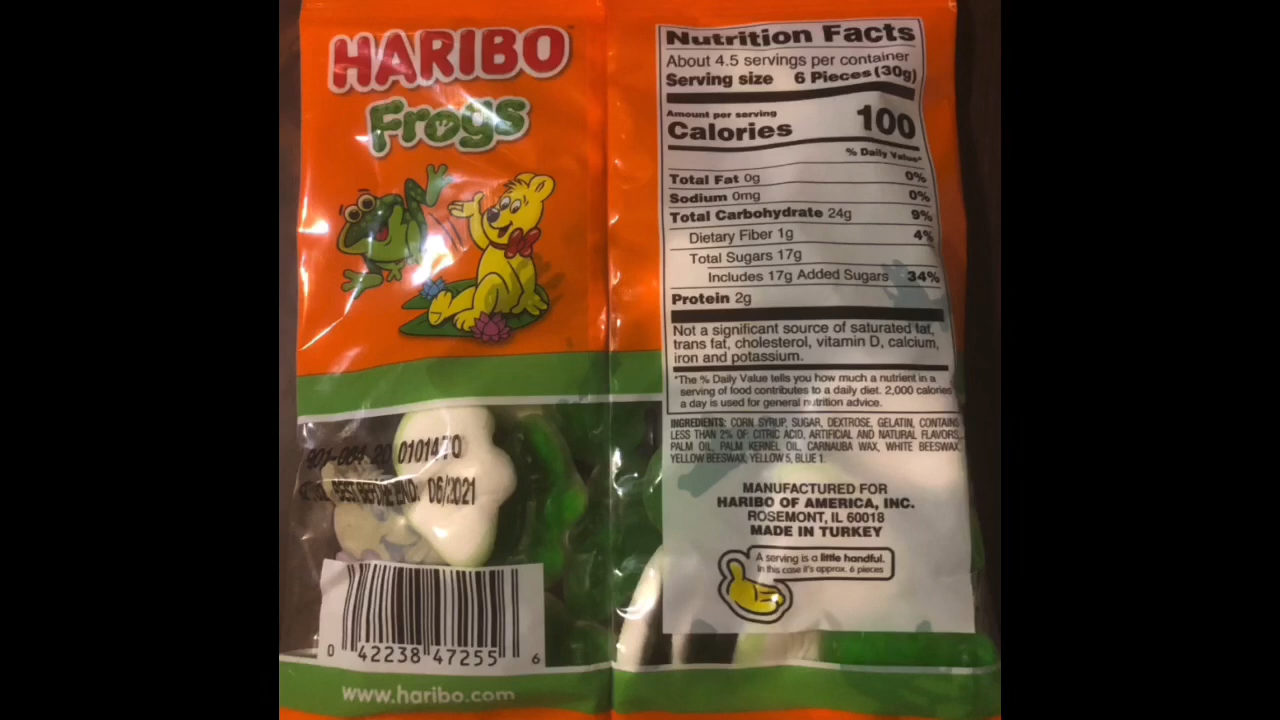 HARIBO
Frogs
0101470
BEST BEFORE END: 06/2021
0 42238 47255 6
www.haribo.com
Nutrition Facts
About 4.5 servings per container
Serving size 6 Pieces (30g)
Amount per serving
Calories 100
% Daily Value*
Total Fat 0g 0%
Sodium 0mg 0%
Total Carbohydrate 24g 9%
Dietary Fiber 1g 4%
Total Sugars 17g
Includes 17g Added Sugars 34%
Protein 2g
Not a significant source of saturated fat,
trans fat, cholesterol, vitamin D, calcium,
iron and potassium.
*The % Daily Value tells you how much a nutrient in a
serving of food contributes to a daily diet. 2,000 calories
a day is used for general nutrition advice.
INGREDIENTS: CORN SYRUP, SUGAR, DEXTROSE, GELATIN, CONTAINS
LESS THAN 2% OF: CITRIC ACID, ARTIFICIAL AND NATURAL FLAVORS,
PALM OIL, PALM KERNEL OIL, CARNAUBA WAX, WHITE BEESWAX,
YELLOW BEESWAX, YELLOW 5, BLUE 1.
MANUFACTURED FOR
HARIBO OF AMERICA, INC.
ROSEMONT, IL 60018
MADE IN TURKEY
A serving is a little handful.
In this case it's approx. 6 pieces